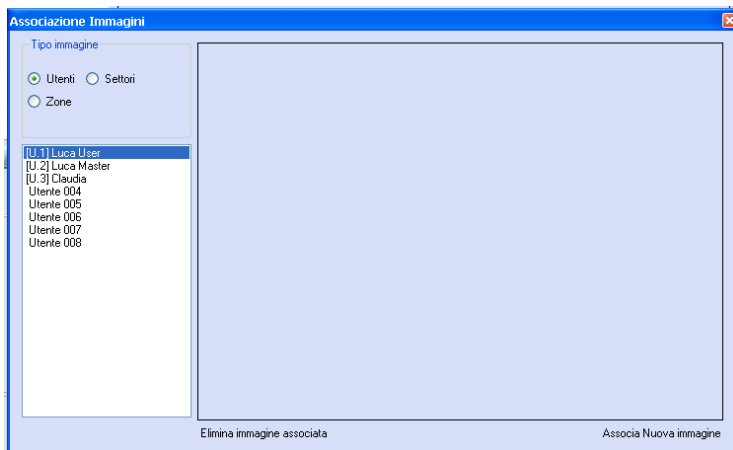 Associazione Immagini
Tipo immagine
Utenti Settori
Zone
[U.1] Luca User
[U.2] Luca Master
[U.3] Claudia
Utente 004
Utente 005
Utente 006
Utente 007
Utente 008
Elimina immagine associata Associa Nuova immagine